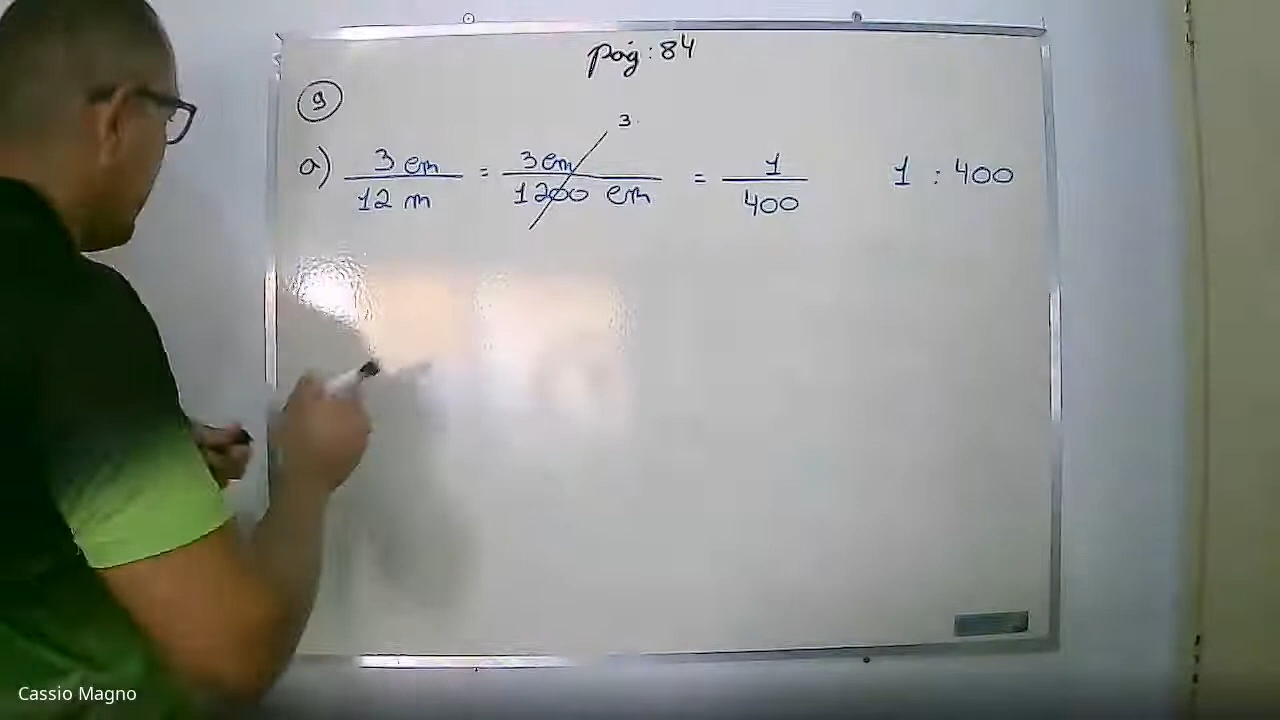 pág: 84
9
a) 3 cm / 12 m = 3 cm / 1200 cm 3 = 1 / 400 1 : 400
Cassio Magno